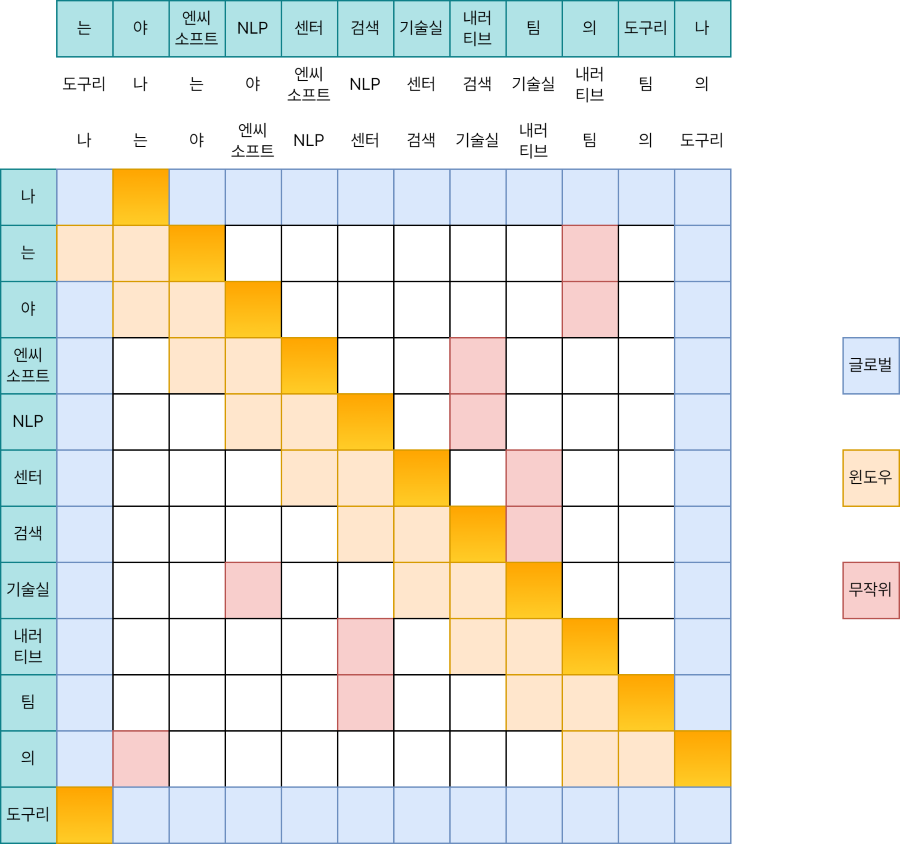 는 야 엔씨소프트 NLP 센터 검색 기술실 내러티브 팀 의 도구리 나
도구리 나 는 야 엔씨소프트 NLP 센터 검색 기술실 내러티브 팀 의
나 는 야 엔씨소프트 NLP 센터 검색 기술실 내러티브 팀 의 도구리
나
는
야
엔씨
소프트
글로벌
NLP
센터
윈도우
검색
기술실
무작위
내러
티브
팀
의
도구리